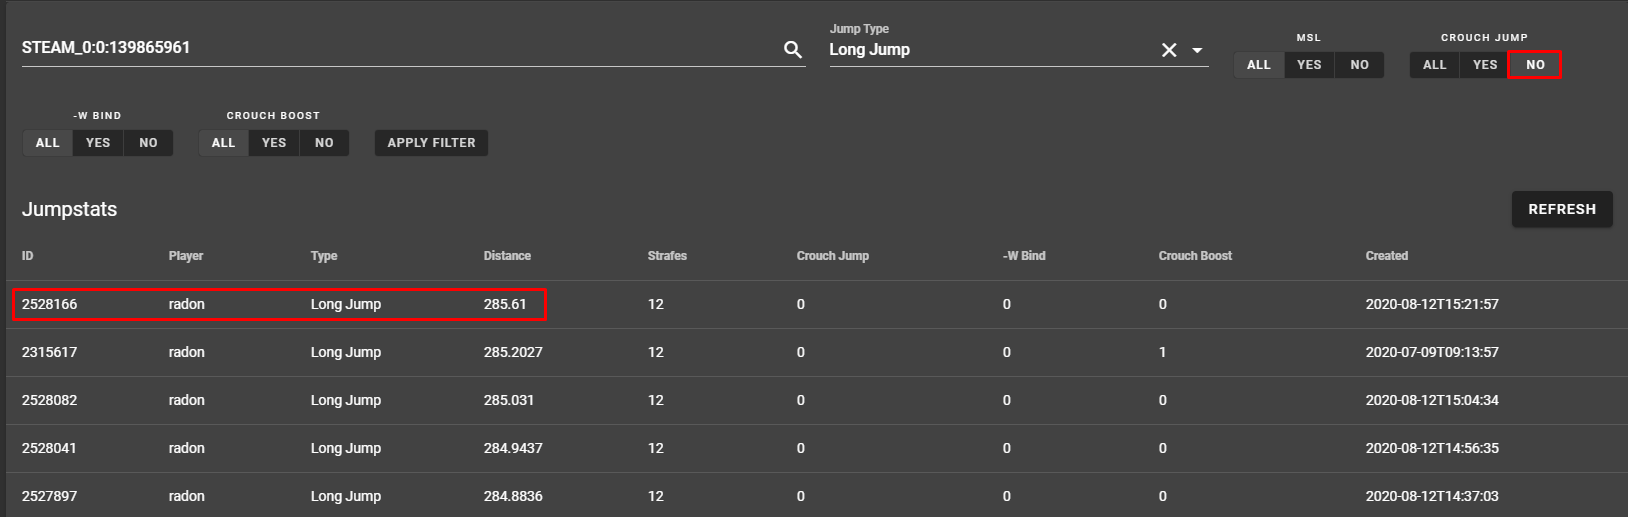 Jump Type
STEAM_0:0:139865961 Long Jump
MSL CROUCH JUMP
ALL YES NO ALL YES NO
-W BIND CROUCH BOOST
ALL YES NO ALL YES NO APPLY FILTER
Jumpstats REFRESH
ID Player Type Distance Strafes Crouch Jump -W Bind Crouch Boost Created
2528166 radon Long Jump 285.61 12 0 0 0 2020-08-12T15:21:57
2315617 radon Long Jump 285.2027 12 0 0 1 2020-07-09T09:13:57
2528082 radon Long Jump 285.031 12 0 0 0 2020-08-12T15:04:34
2528041 radon Long Jump 284.9437 12 0 0 0 2020-08-12T14:56:35
2527897 radon Long Jump 284.8836 12 0 0 0 2020-08-12T14:37:03